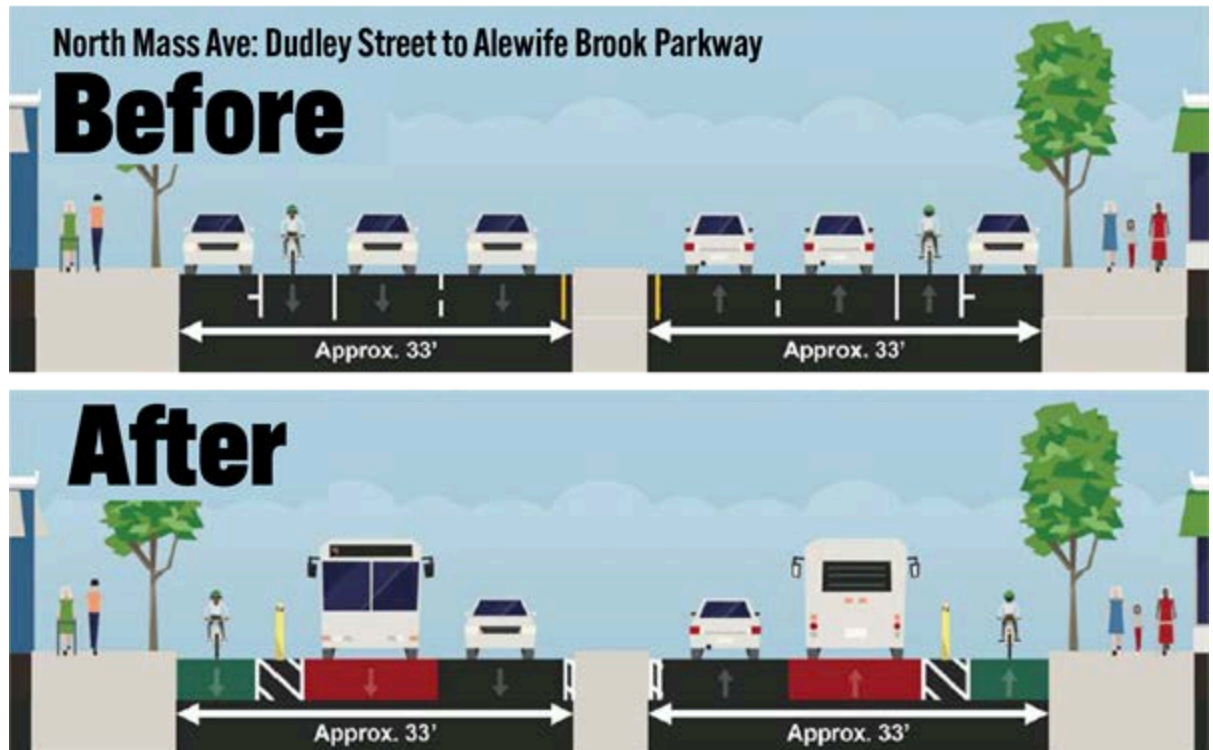 North Mass Ave: Dudley Street to Alewife Brook Parkway
Before
Approx. 33'
Approx. 33'
After
Approx. 33'
Approx. 33'